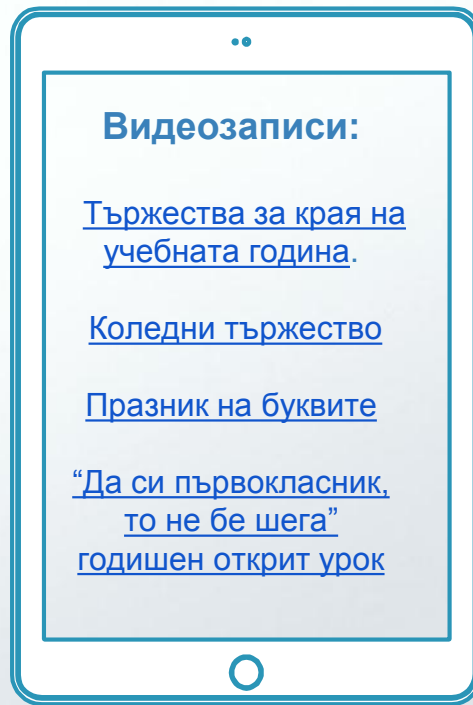 Видеозаписи:
Тържества за края на
учебната година.
Коледни тържество
Празник на буквите
“Да си първокласник,
то не бе шега”
годишен открит урок